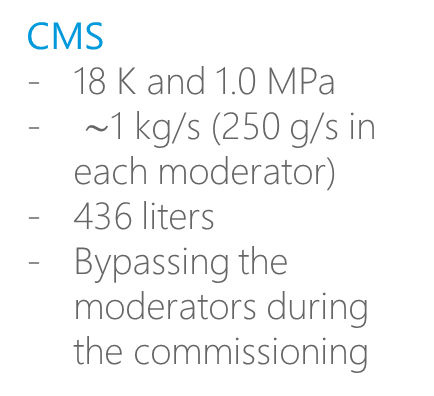 CMS
- 18 K and 1.0 MPa
- ~1 kg/s (250 g/s in
each moderator)
- 436 liters
- Bypassing the
moderators during
the commissioning